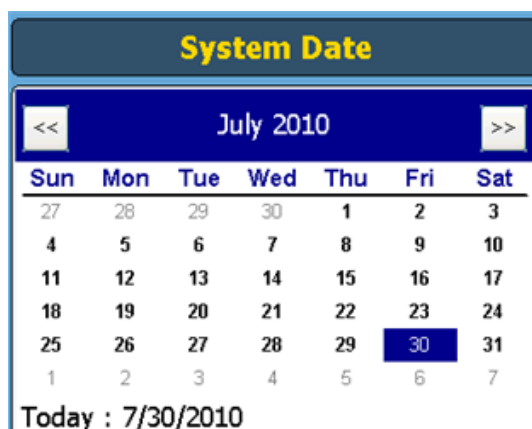 System Date
<< July 2010 >>
Sun Mon Tue Wed Thu Fri Sat
27 28 29 30 1 2 3
4 5 6 7 8 9 10
11 12 13 14 15 16 17
18 19 20 21 22 23 24
25 26 27 28 29 30 31
1 2 3 4 5 6 7
Today : 7/30/2010